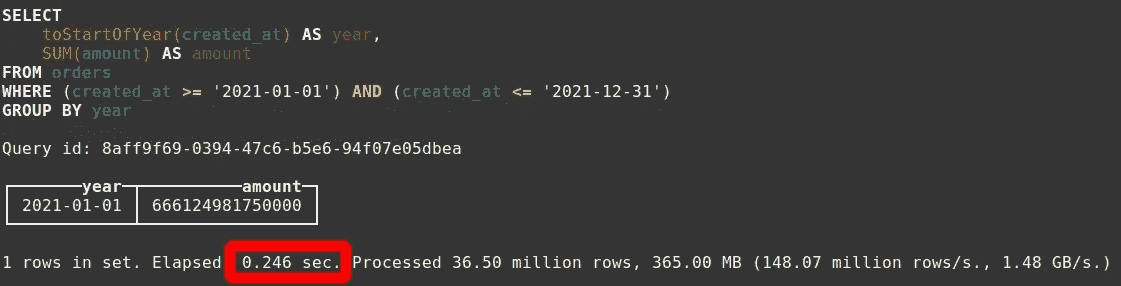 SELECT
    toStartOfYear(created_at) AS year,
    SUM(amount) AS amount
FROM orders
WHERE (created_at >= '2021-01-01') AND (created_at <= '2021-12-31')
GROUP BY year
Query id: 8aff9f69-0394-47c6-b5e6-94f07e05dbea
year amount
2021-01-01 666124981750000
1 rows in set. Elapsed 0.246 sec. Processed 36.50 million rows, 365.00 MB (148.07 million rows/s., 1.48 GB/s.)